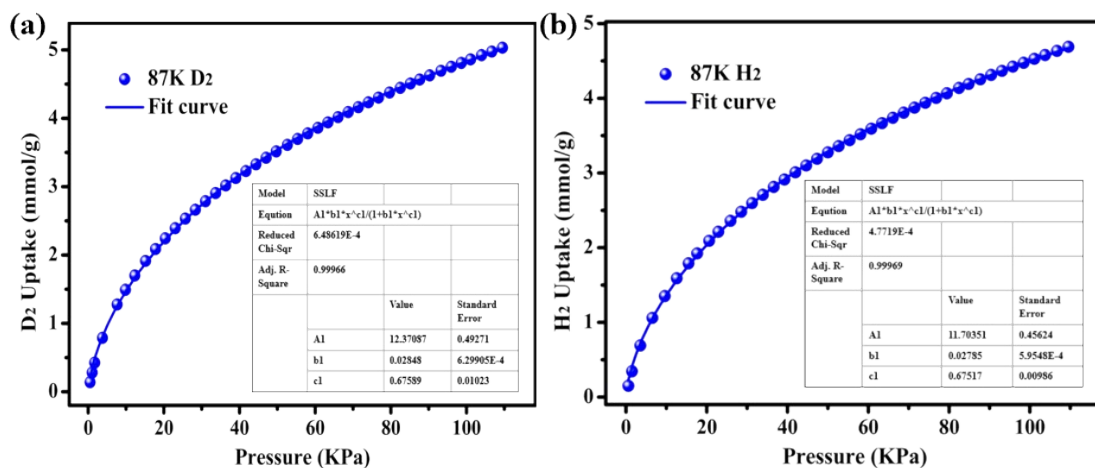 (a)
D2 Uptake (mmol/g)
5
4
3
2
1
0
87K D2
Fit curve
Model SSLF
Eqution A1*b1*x^c1/(1+b1*x^c1)
Reduced
Chi-Sqr 6.48619E-4
Adj. R-
Square 0.99966
Value Standard
Error
A1 12.37087 0.49271
b1 0.02848 6.29905E-4
c1 0.67589 0.01023
0 20 40 60 80 100
Pressure (KPa)
(b)
H2 Uptake (mmol/g)
5
4
3
2
1
0
87K H2
Fit curve
Model SSLF
Eqution A1*b1*x^c1/(1+b1*x^c1)
Reduced
Chi-Sqr 4.7719E-4
Adj. R-
Square 0.99969
Value Standard
Error
A1 11.70351 0.45624
b1 0.02785 5.9548E-4
c1 0.67517 0.00986
0 20 40 60 80 100
Pressure (KPa)